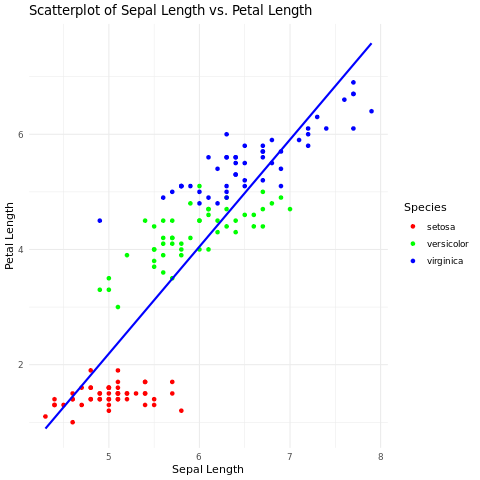 Scatterplot of Sepal Length vs. Petal Length
6
4
2
Petal Length
5
6
7
8
Sepal Length
Species
setosa
versicolor
virginica